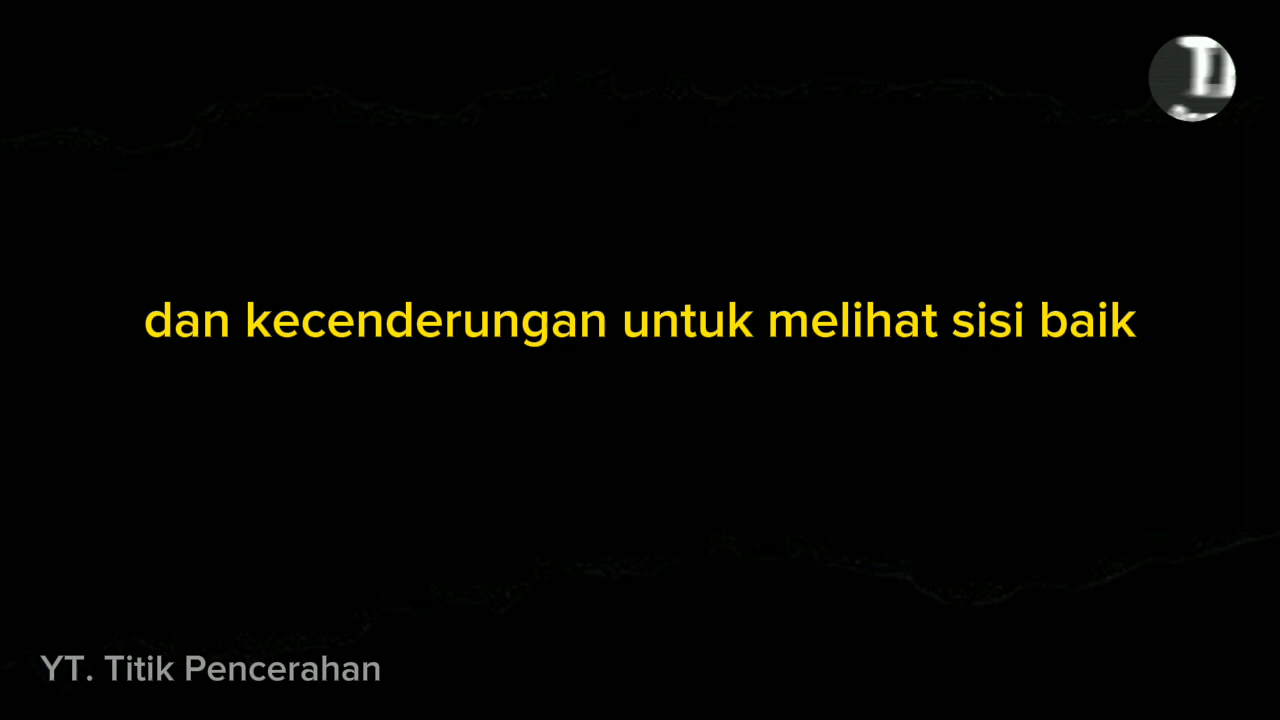 dan kecenderungan untuk melihat sisi baik
YT. Titik Pencerahan